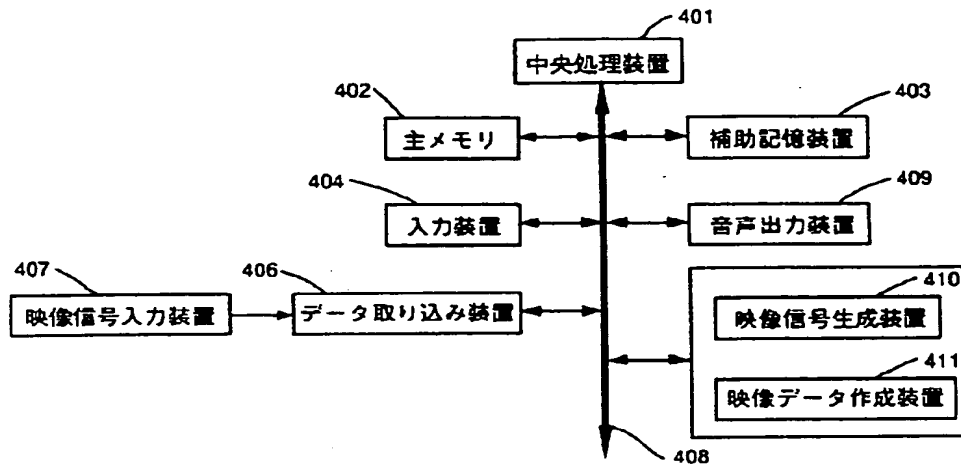 401
中央処理装置
402
主メモリ
403
補助記憶装置
404
入力装置
409
音声出力装置
407
映像信号入力装置
406
データ取り込み装置
410
映像信号生成装置
411
映像データ作成装置
408